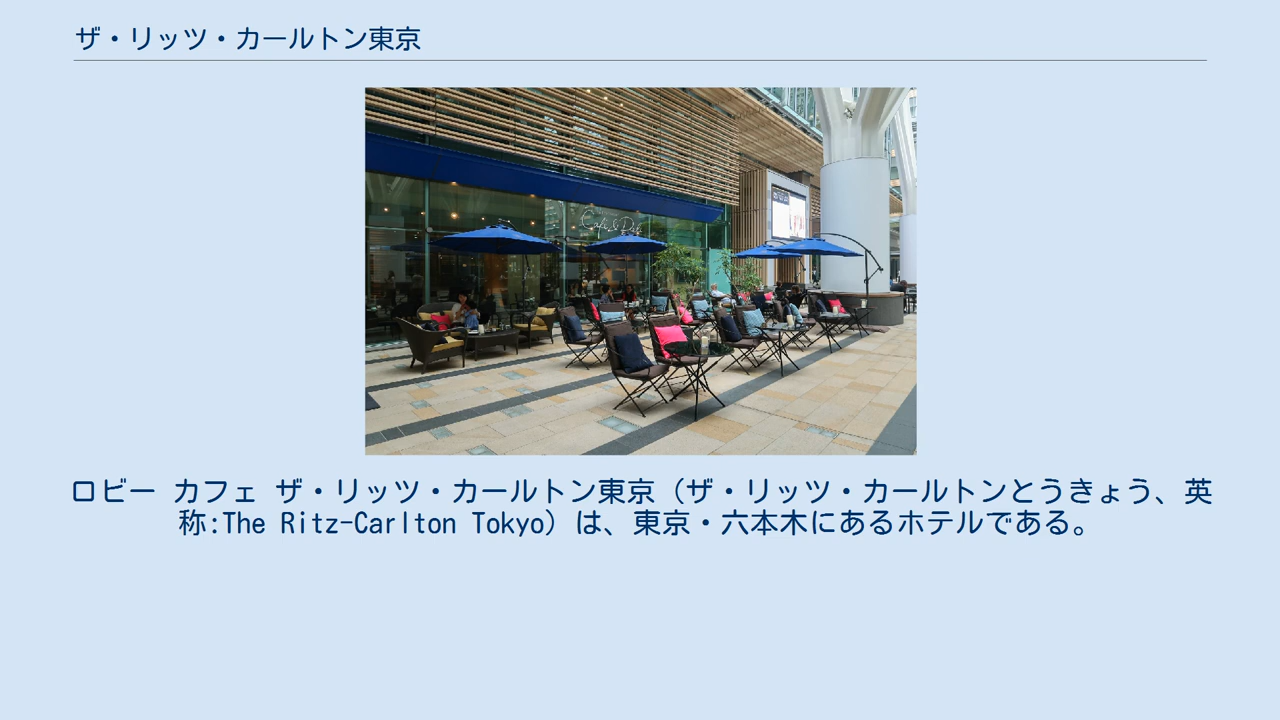 ザ・リッツ・カールトン東京
ロビー カフェ ザ・リッツ・カールトン東京（ザ・リッツ・カールトンとうきょう、英
称:The Ritz-Carlton Tokyo）は、東京・六本木にあるホテルである。